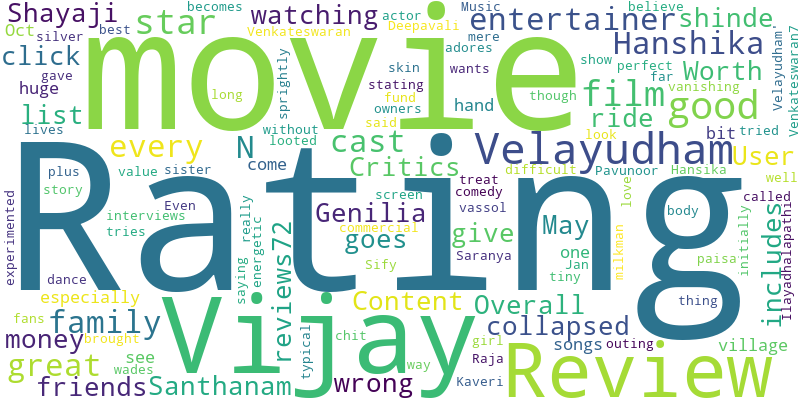 Shayaji
Oct
silver
becomes
Music
believe
star
watching
actor
Deepavali
entertainer
shinde
best
Venkateswaran
mere
adores
Hanshika
click
movie
skin
wants
show
perfect
Worth
gave
huge
long
sprightly
stating
fund
owners
hand
though
film
far
vanishing
good
Velayudham'
Venkateswaran7
list
lives
without
looted
said
cast
ride
bit
tried
every
N
come
Critics
Velayudham
look
User
plus
value
sister
treat
comedy
difficult
Pavunoor
Hansika
well
story
Even
screen
vassol
love
body
called
experimented
Rating
interviews
tries
really
energetic
reviews72
Genilia
commercial
goes
give
Saranya
May
one
Jan
tiny
milkman
paisa
initially
includes
Ilayadhalapathid
dance
saying
Sify
thing
especially
Vijay
Content
Overall
fans
family
brought
typical
chit
collapsed
songs
outing
village
money
see
way
girl
Raja
Review
great
wades
friends
Santhanam
wrong
Kaveri